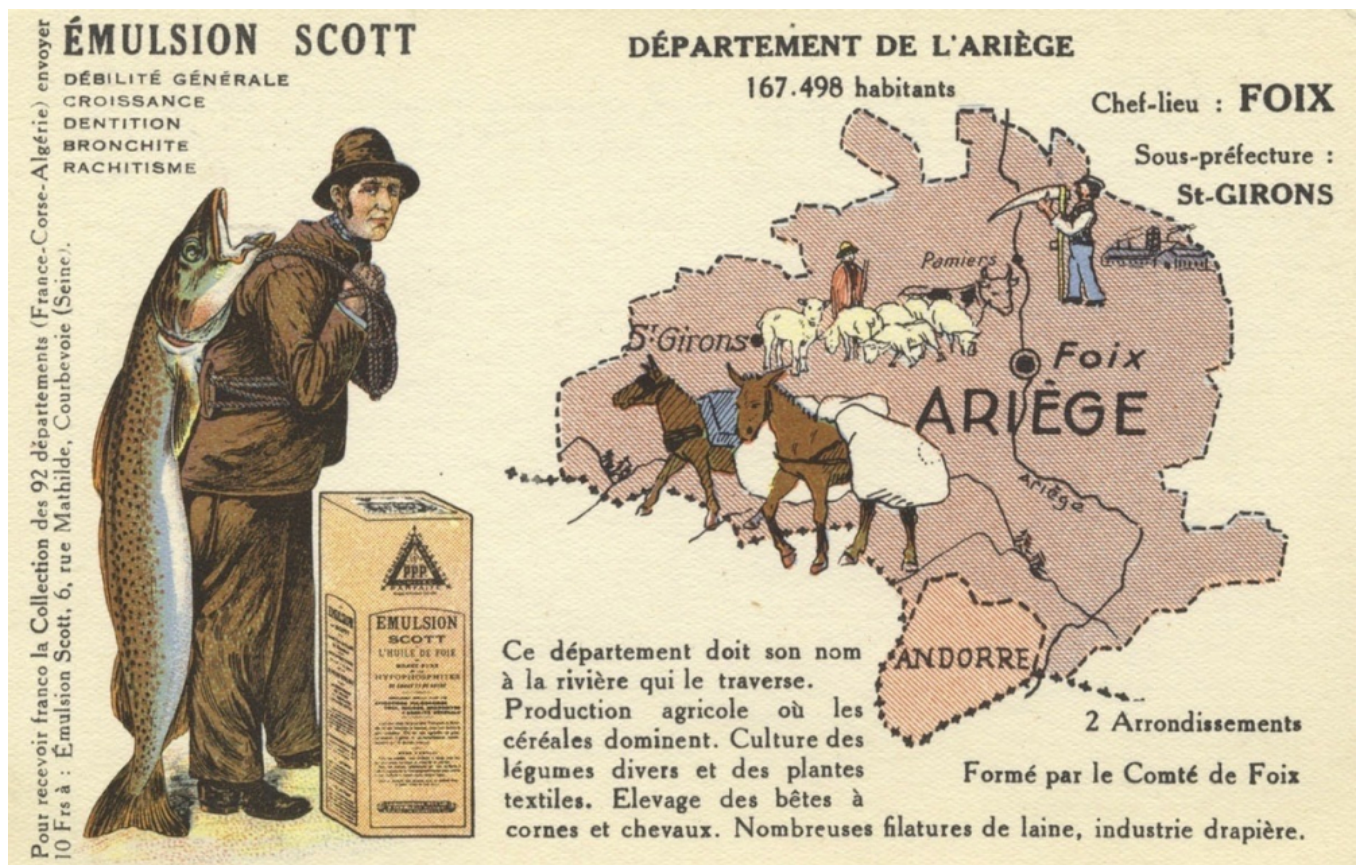 Pour recevoir franco la Collection des 92 départements (France-Corse-Algérie) envoyer
10 Frs à : Émulsion Scott, 6, rue Mathilde, Courbevoie (Seine).
ÉMULSION SCOTT
DÉBILITÉ GÉNÉRALE
CROISSANCE
DENTITION
BRONCHITE
RACHITISME
PPP
EMULSION
SCOTT
L'HUILE DE FOIE
HYPOPHOSPHITES
DÉPARTEMENT DE L'ARIÈGE
167.498 habitants
Chef-lieu : FOIX
Sous-préfecture :
St-GIRONS
Pamiers
St Girons
Foix
ARIÈGE
Ariège
ANDORRE
Ce département doit son nom
à la rivière qui le traverse.
Production agricole où les
céréales dominent. Culture des
légumes divers et des plantes
textiles. Elevage des bêtes à
cornes et chevaux. Nombreuses filatures de laine, industrie drapière.
2 Arrondissements
Formé par le Comté de Foix